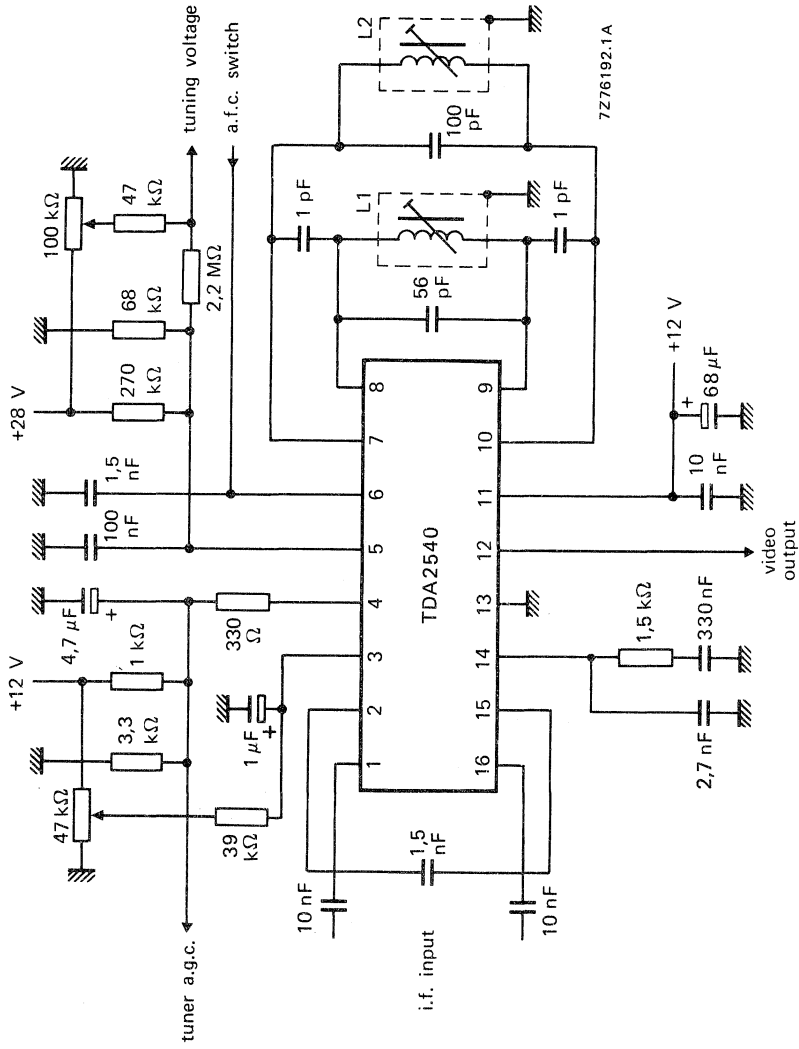 +12 V
+28 V
47 kΩ
3,3
kΩ
1 kΩ
4,7 µF
100
nF
1,5
nF
270
kΩ
68
kΩ
100 kΩ
47
kΩ
tuner a.g.c.
tuning voltage
2,2 MΩ
a.f.c. switch
39
kΩ
1 µF
+
330
Ω
+
10 nF
1
2
3
4
5
6
7
8
1 pF
L1
L2
i.f. input
1,5
nF
TDA2540
56
pF
100
pF
10 nF
16
15
14
13
12
11
10
9
1 pF
7Z76192.1A
2,7 nF
1,5 kΩ
330 nF
video
output
10
nF
+12 V
+
68 µF